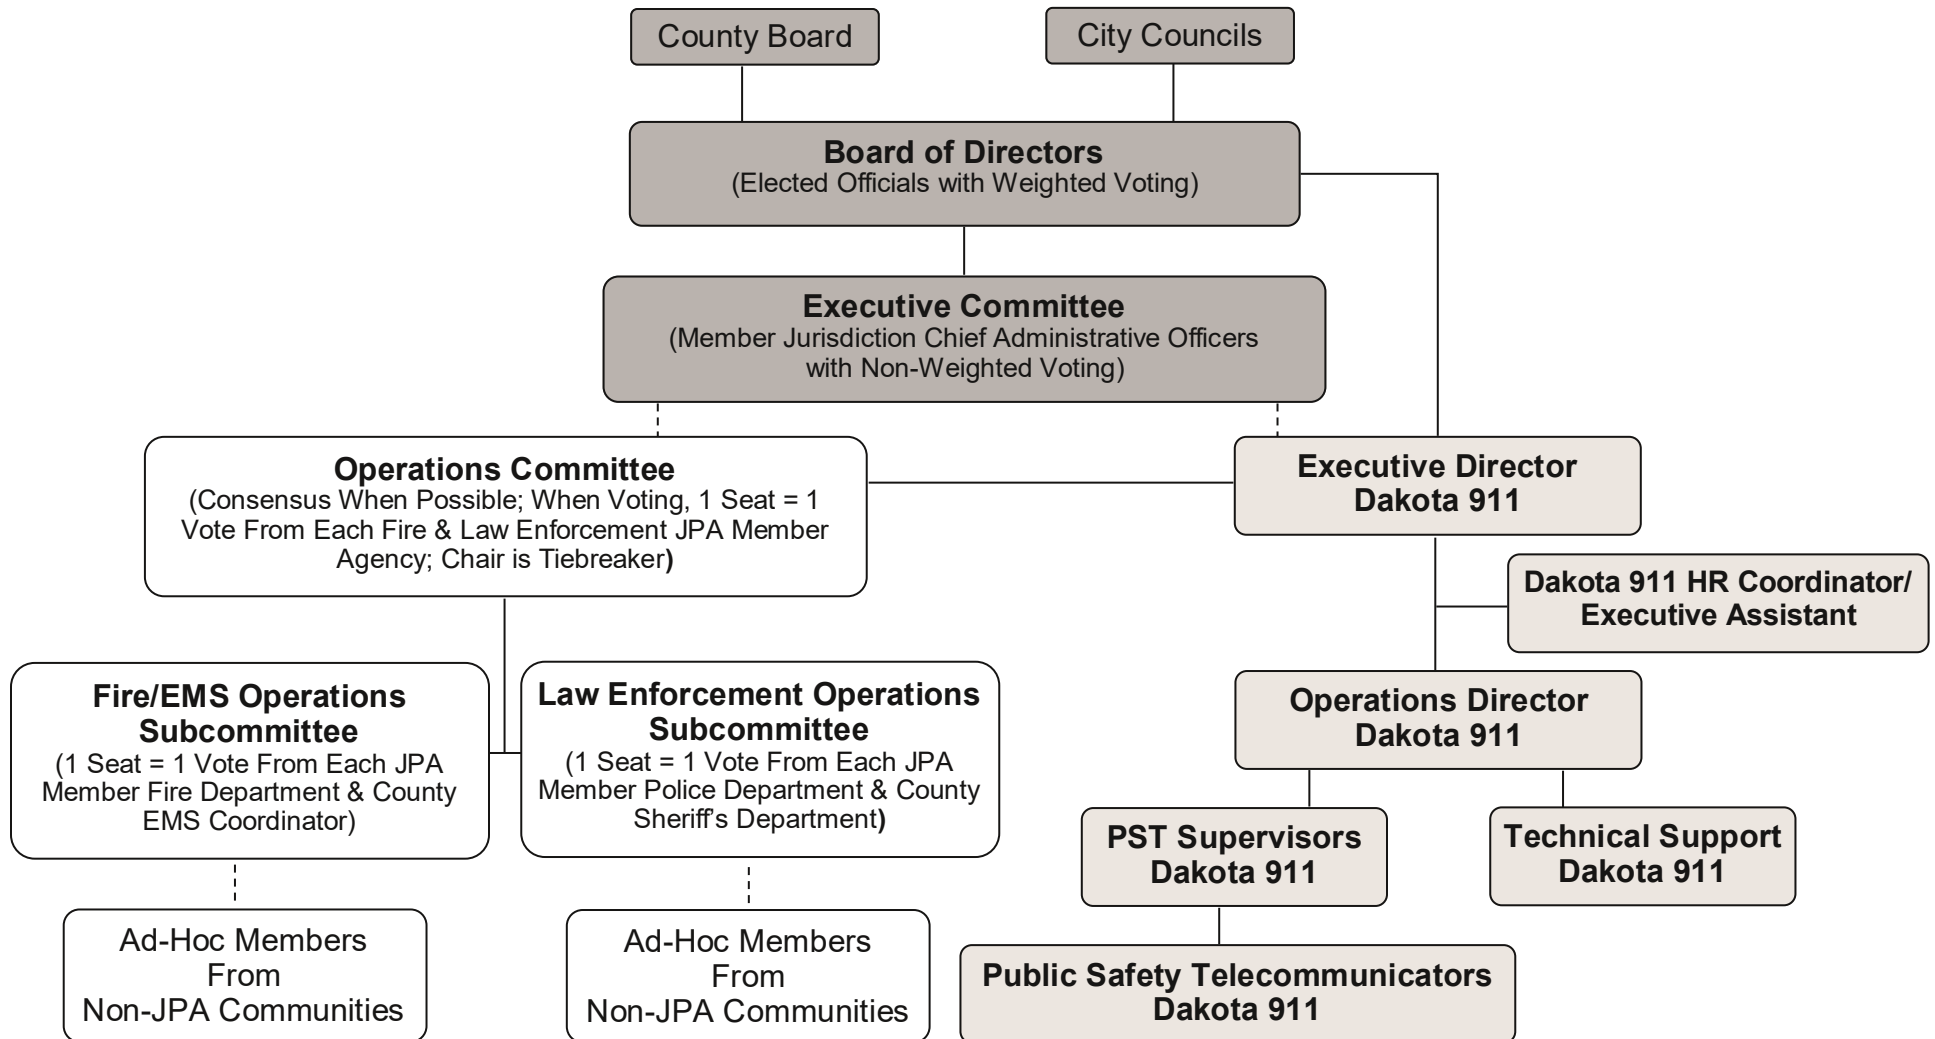 County Board
City Councils
Board of Directors
(Elected Officials with Weighted Voting)
Executive Committee
(Member Jurisdiction Chief Administrative Officers
with Non-Weighted Voting)
Operations Committee
(Consensus When Possible; When Voting, 1 Seat = 1
Vote From Each Fire & Law Enforcement JPA Member
Agency; Chair is Tiebreaker)
Executive Director
Dakota 911
Dakota 911 HR Coordinator/
Executive Assistant
Fire/EMS Operations
Subcommittee
(1 Seat = 1 Vote From Each JPA
Member Fire Department & County
EMS Coordinator)
Law Enforcement Operations
Subcommittee
(1 Seat = 1 Vote From Each JPA
Member Police Department & County
Sheriff's Department)
Operations Director
Dakota 911
PST Supervisors
Dakota 911
Technical Support
Dakota 911
Ad-Hoc Members
From
Non-JPA Communities
Ad-Hoc Members
From
Non-JPA Communities
Public Safety Telecommunicators
Dakota 911